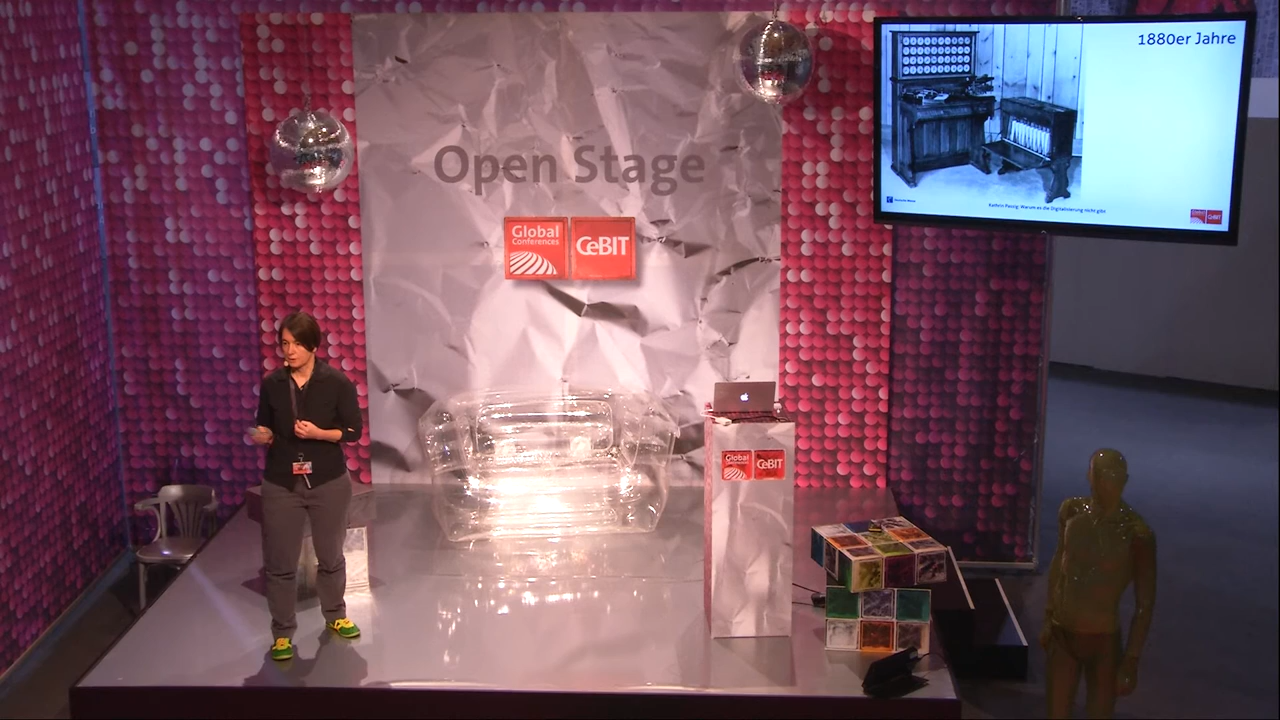 1880er Jahre
Kathrin Passig: Warum es die Digitalisierung nicht gibt
Open Stage
Global
Conferences
CeBIT
Global
CeBIT